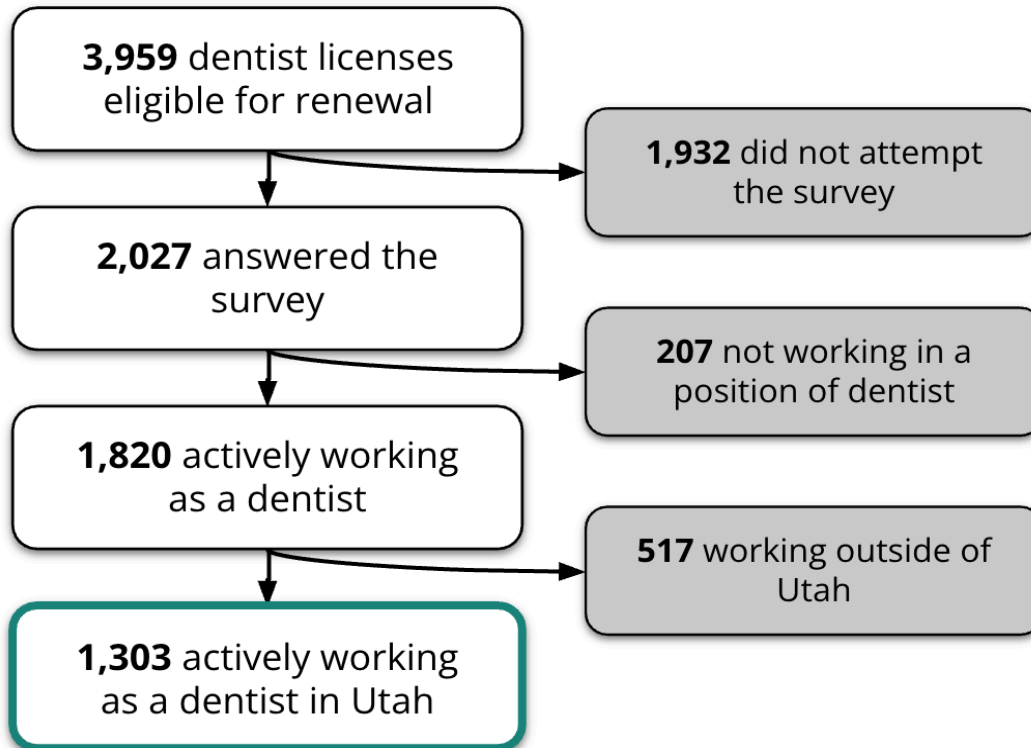 3,959 dentist licenses
eligible for renewal
1,932 did not attempt
the survey
2,027 answered the
survey
207 not working in a
position of dentist
1,820 actively working
as a dentist
517 working outside of
Utah
1,303 actively working
as a dentist in Utah